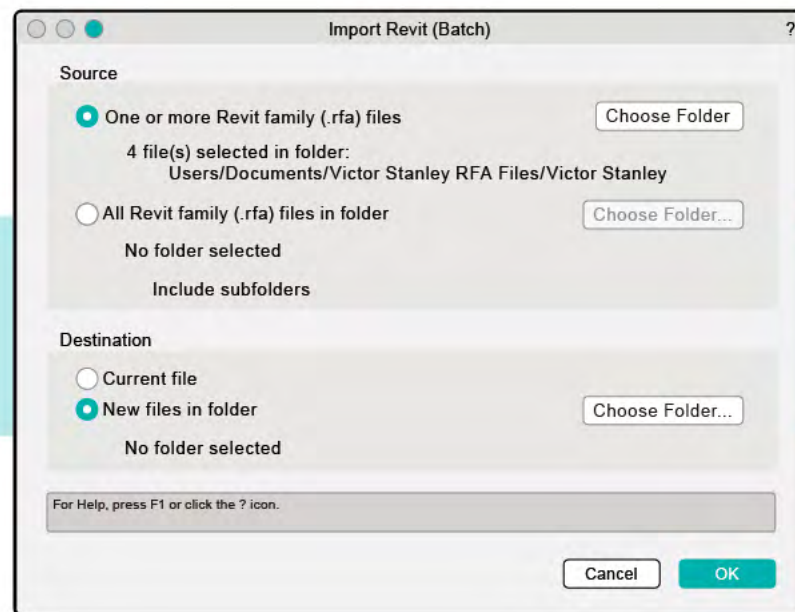 Import Revit (Batch)
?
Source
One or more Revit family (.rfa) files
Choose Folder
4 file(s) selected in folder:
Users/Documents/Victor Stanley RFA Files/Victor Stanley
All Revit family (.rfa) files in folder
Choose Folder...
No folder selected
Include subfolders
Destination
Current file
New files in folder
Choose Folder...
No folder selected
For Help, press F1 or click the ? icon.
Cancel
OK